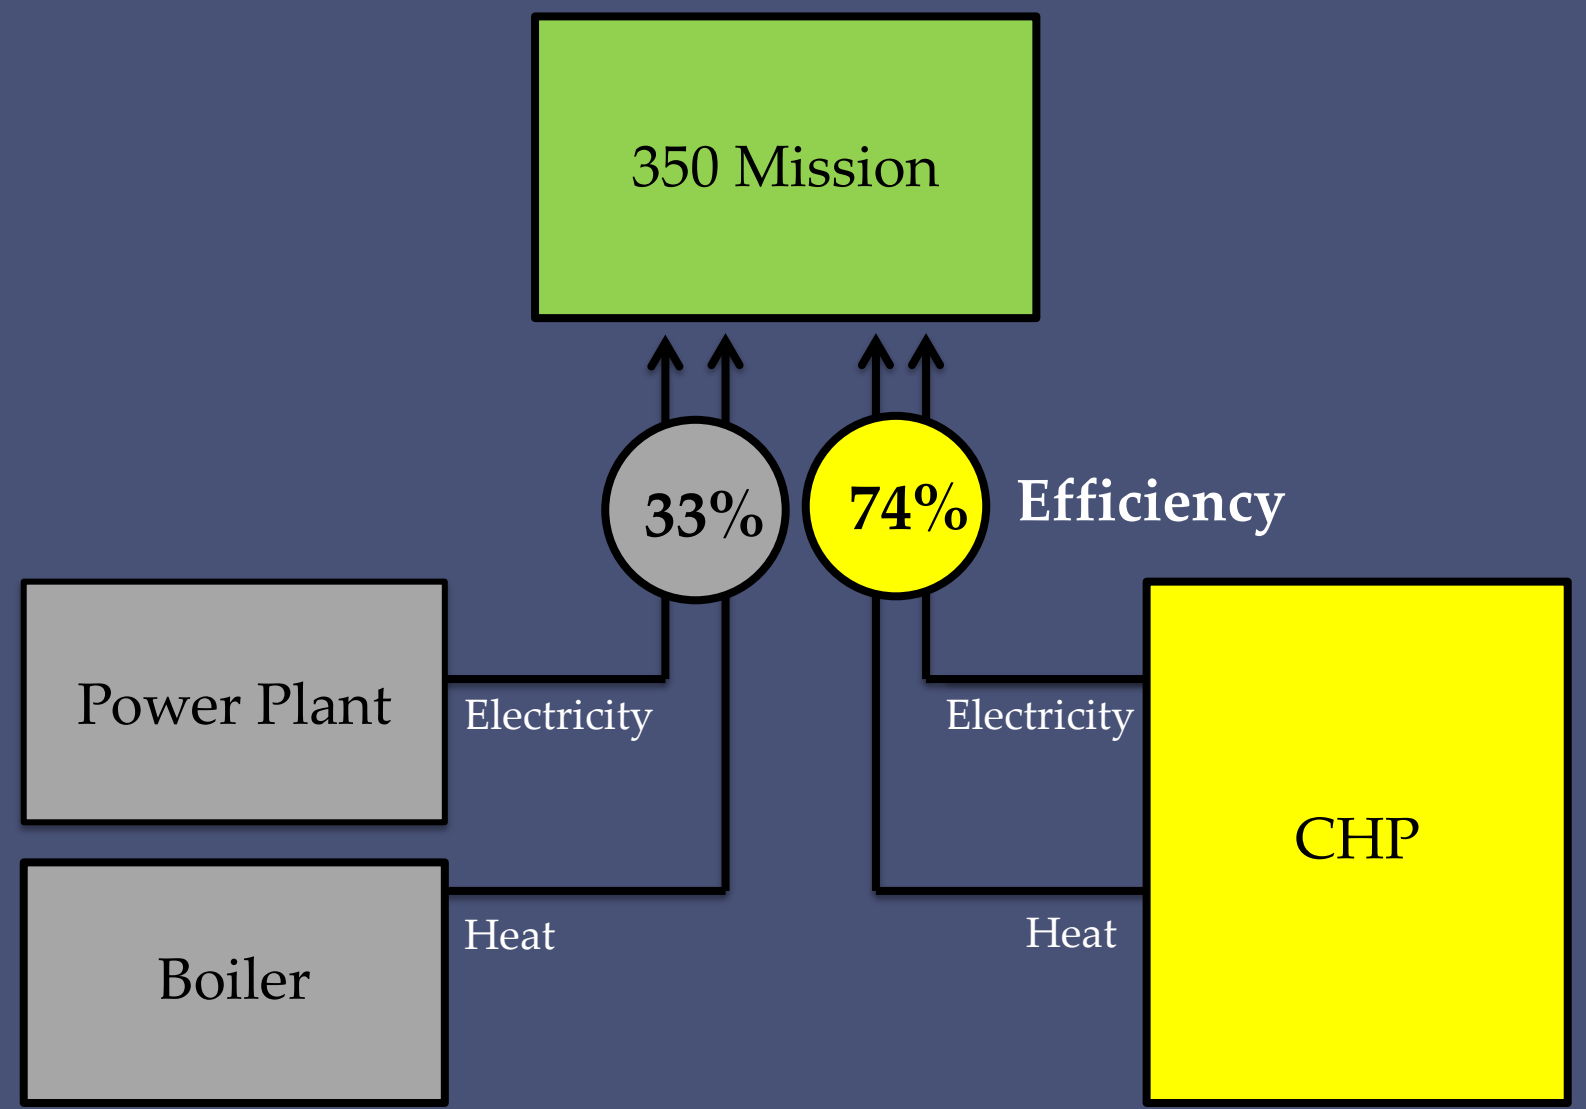 350 Mission
33%
74%
Efficiency
Power Plant
Electricity
Electricity
CHP
Boiler
Heat
Heat